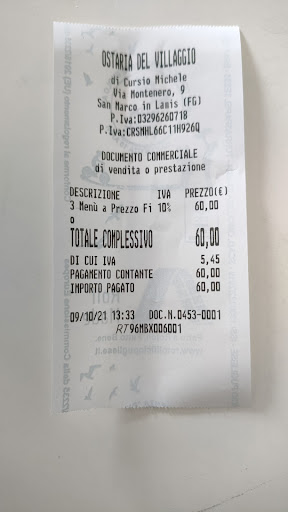 OSTARIA DEL VILLAGGIO
di Cursio Michele
Via Montenero, 9
San Marco in Lamis (FG)
P.Iva:03296260718
P.Iva:CRSMHL66C11H926Q
DOCUMENTO COMMERCIALE
di vendita o prestazione
DESCRIZIONE IVA PREZZO(€)
3 Menù a Prezzo Fi 10% 60,00
o
TOTALE COMPLESSIVO 60,00
DI CUI IVA 5,45
PAGAMENTO CONTANTE 60,00
IMPORTO PAGATO 60,00
09/10/21 13:33 DOC.N.0453-0001
RT96MBX006001